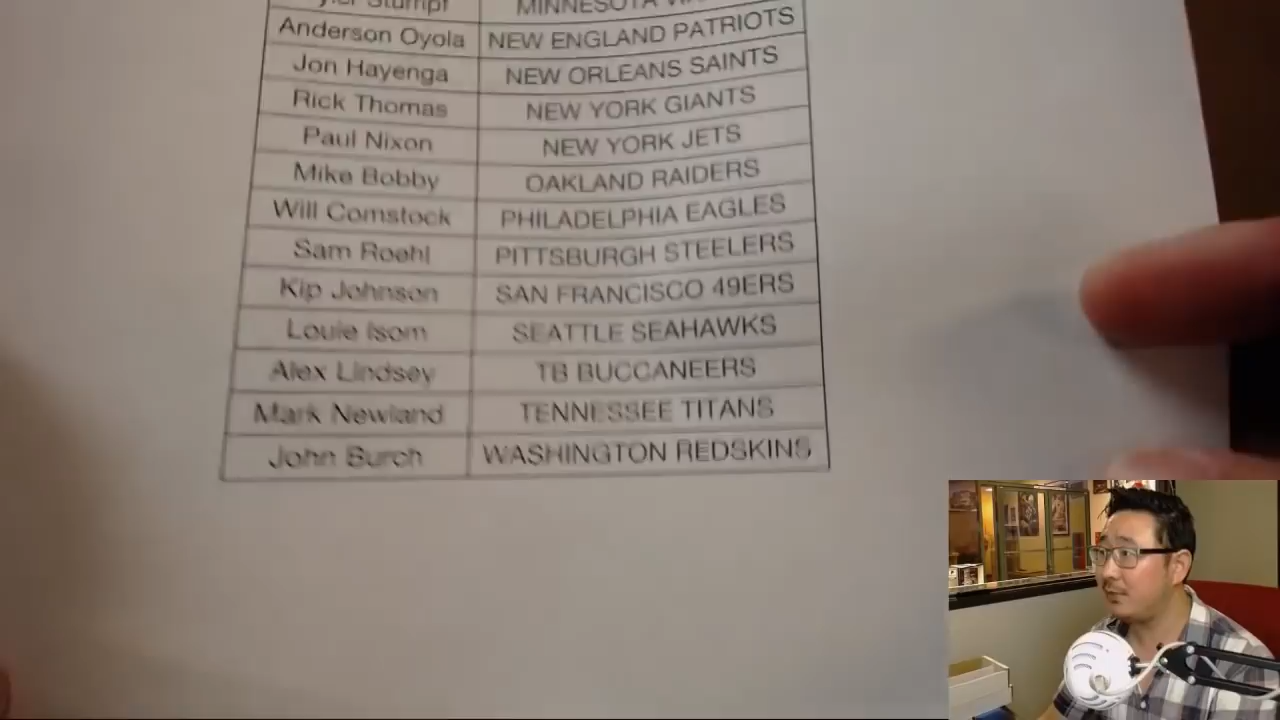 Stumpf MINNESOTA
Anderson Oyola NEW ENGLAND PATRIOTS
Jon Hayenga NEW ORLEANS SAINTS
Rick Thomas NEW YORK GIANTS
Paul Nixon NEW YORK JETS
Mike Bobby OAKLAND RAIDERS
Will Comstock PHILADELPHIA EAGLES
Sam Roehl PITTSBURGH STEELERS
Kip Johnson SAN FRANCISCO 49ERS
Louie Isom SEATTLE SEAHAWKS
Alex Lindsey TB BUCCANEERS
Mark Newland TENNESSEE TITANS
John Burch WASHINGTON REDSKINS